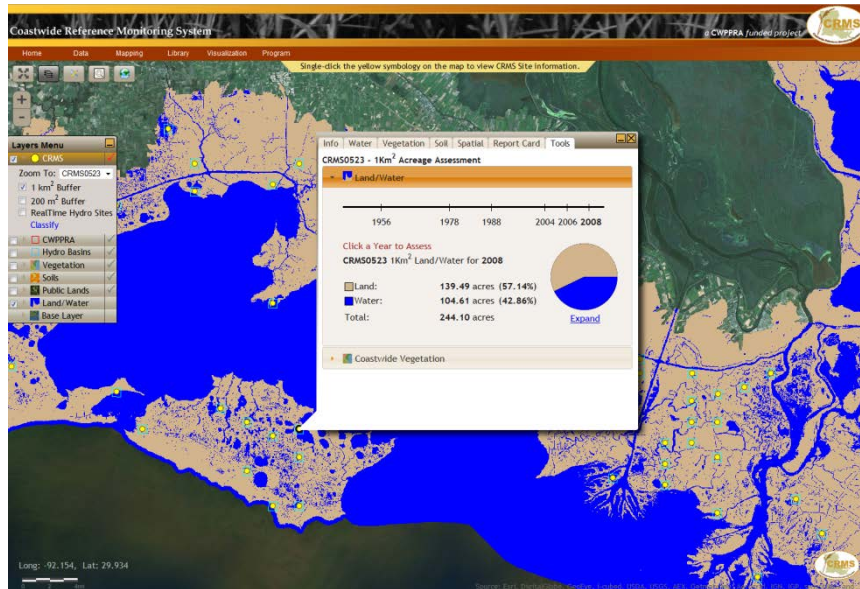 Coastwide Reference Monitoring System
a CWPPRA funded project
CRMS
Home Data Mapping Library Visualization Program
Single-click the yellow symbology on the map to view CRMS Site information.
+
-
Layers Menu
CRMS
Zoom To: CRMS0523
1 km2 Buffer
200 m2 Buffer
RealTime Hydro Sites
Classify
CWPPRA
Hydro Basins
Vegetation
Soils
Public Lands
Land/Water
Base Layer
Info Water Vegetation Soil Spatial Report Card Tools
CRMS0523 - 1Km2 Acreage Assessment
Land/Water
1956 1978 1988 2004 2006 2008
Click a Year to Assess
CRMS0523 1Km2 Land/Water for 2008
Land: 139.49 acres (57.14%)
Water: 104.61 acres (42.86%)
Total: 244.10 acres
Expand
Coastwide Vegetation
Long: -92.154, Lat: 29.934
CRMS